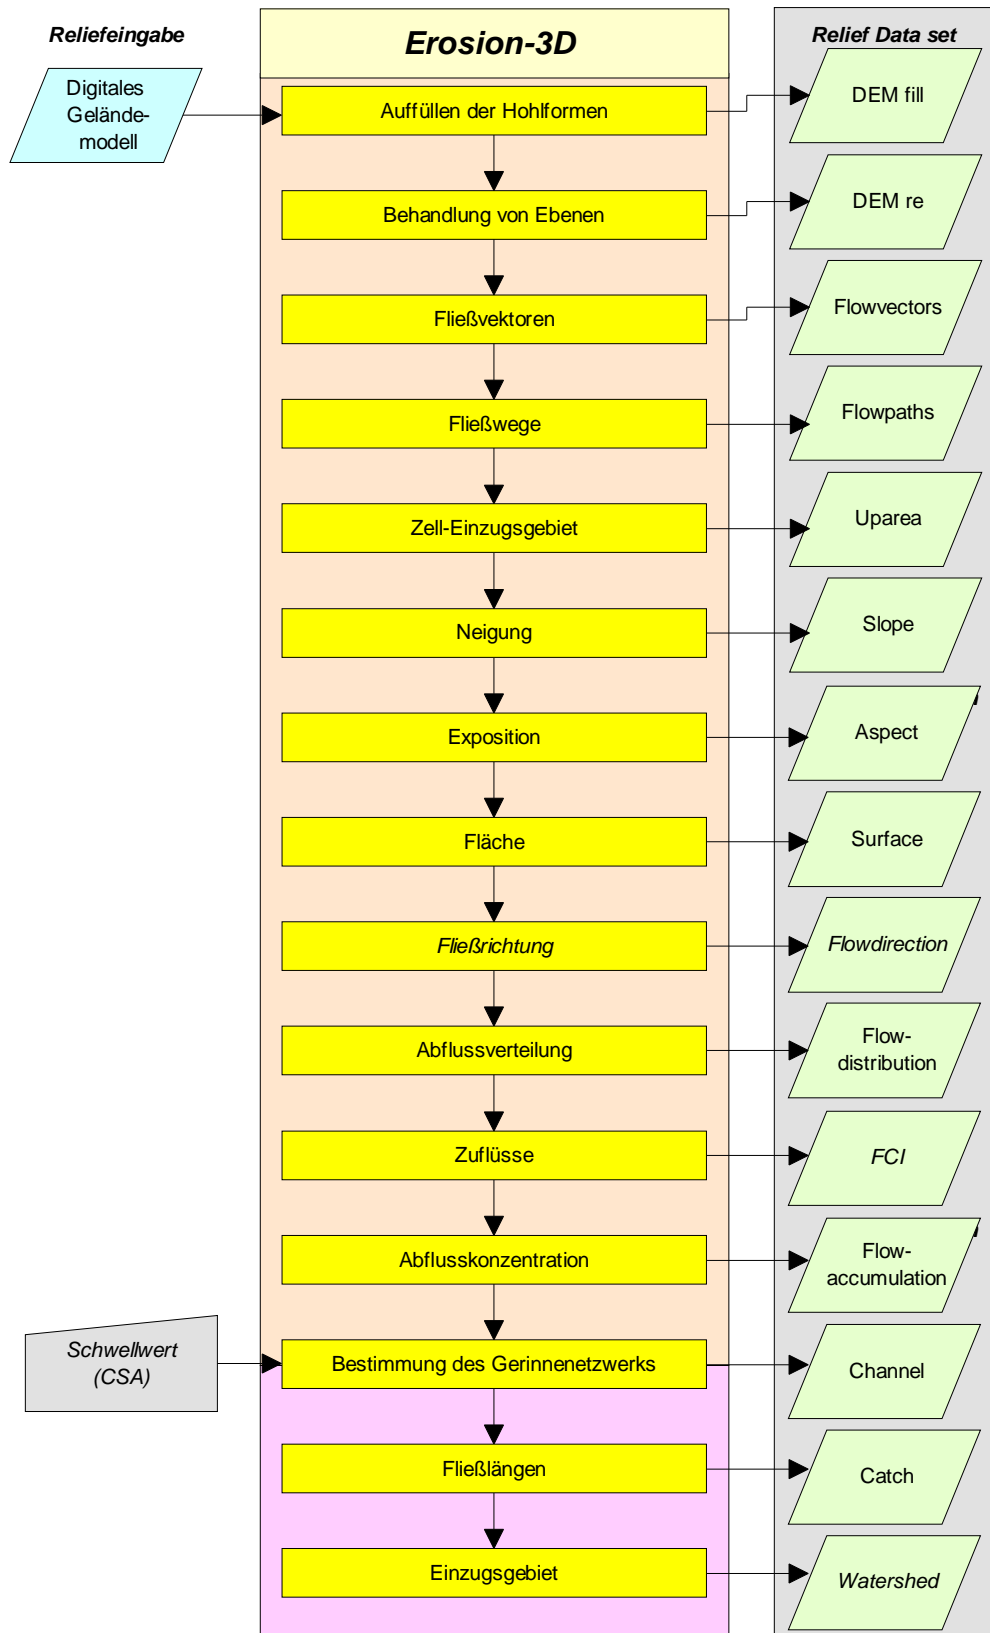 Reliefeingabe
Erosion-3D
Relief Data set
Digitales
Gelände-
modell
Auffüllen der Hohlformen
DEM fill
Behandlung von Ebenen
DEM re
Fließvektoren
Flowvectors
Fließwege
Flowpaths
Zell-Einzugsgebiet
Uparea
Neigung
Slope
Exposition
Aspect
Fläche
Surface
Fließrichtung
Flowdirection
Abflussverteilung
Flow-
distribution
Zuflüsse
FCI
Abflusskonzentration
Flow-
accumulation
Schwellwert
(CSA)
Bestimmung des Gerinnenetzwerks
Channel
Fließlängen
Catch
Einzugsgebiet
Watershed